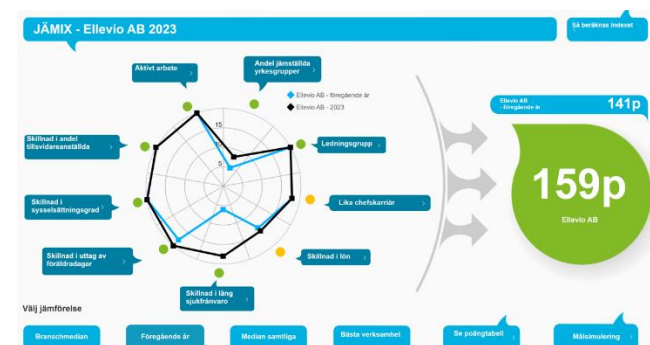 JÄMIX - Ellevio AB 2023
Så beräknas indexet
Aktivt arbete
Andel jämställda
yrkesgrupper
Ellevio AB - föregående år
Ellevio AB - 2023
Ellevio AB
- föregående år
141p
15
10
5
Skillnad i andel
tillsvidareanställda
Ledningsgrupp
159p
Ellevio AB
Skillnad i
sysselsättningsgrad
Lika chefskarriär
Skillnad i uttag av
föräldradagar
Skillnad i lön
Skillnad i lång
sjukfrånvaro
Välj jämförelse
Branschmedian
Föregående år
Median samtliga
Bästa verksamhet
Se poängtabell
Målsimulering